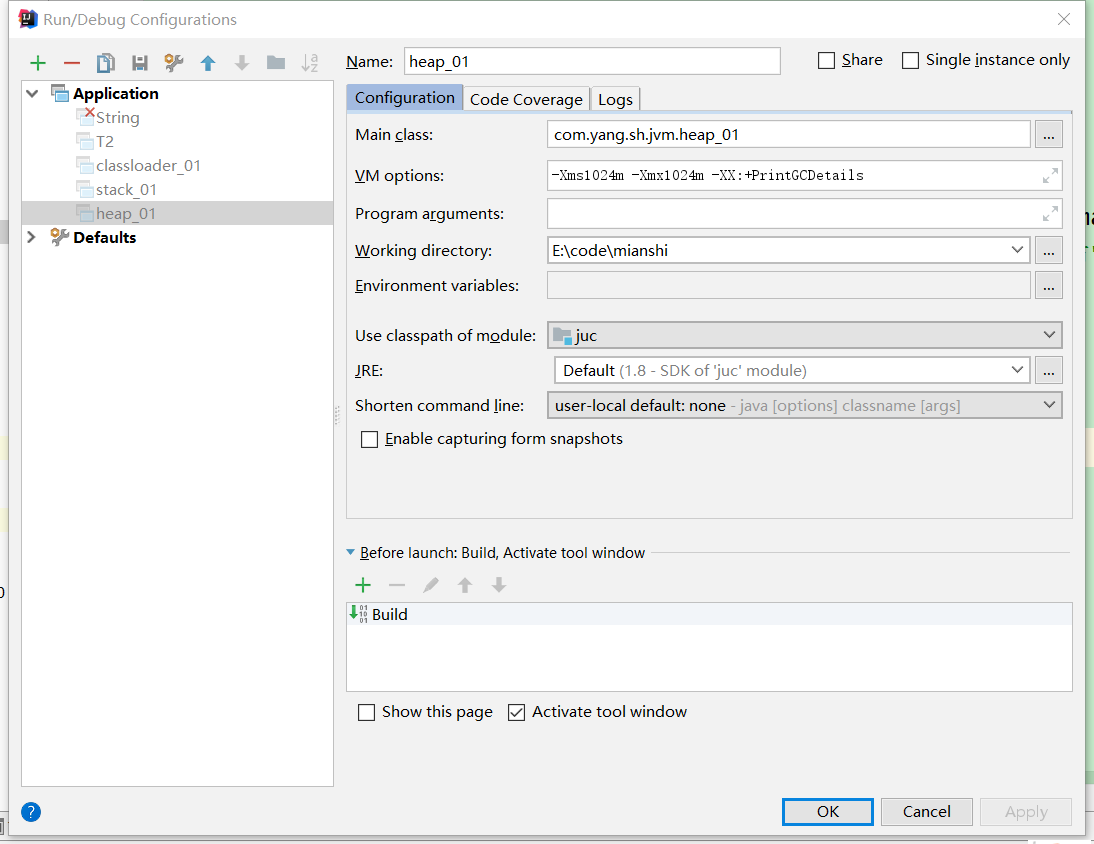 Run/Debug Configurations
Name: heap_01
Share
Single instance only
Application
String
T2
classloader_01
stack_01
heap_01
Defaults
Configuration
Code Coverage
Logs
Main class: com.yang.sh.jvm.heap_01 ...
VM options: -Xms1024m -Xmx1024m -XX:+PrintGCDetails
Program arguments:
Working directory: E:\code\mianshi ...
Environment variables: ...
Use classpath of module: juc
JRE: Default (1.8 - SDK of 'juc' module) ...
Shorten command line: user-local default: none - java [options] classname [args]
Enable capturing form snapshots
Before launch: Build, Activate tool window
Build
Show this page
Activate tool window
?
OK
Cancel
Apply